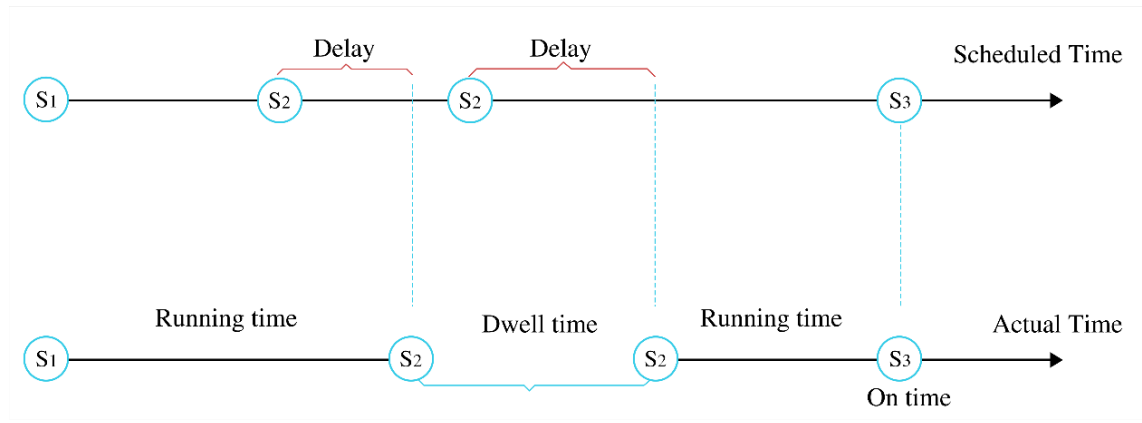 Delay
Delay
Scheduled Time
S1
S2
S2
S3
Running time
Dwell time
Running time
Actual Time
S1
S2
S2
S3
On time